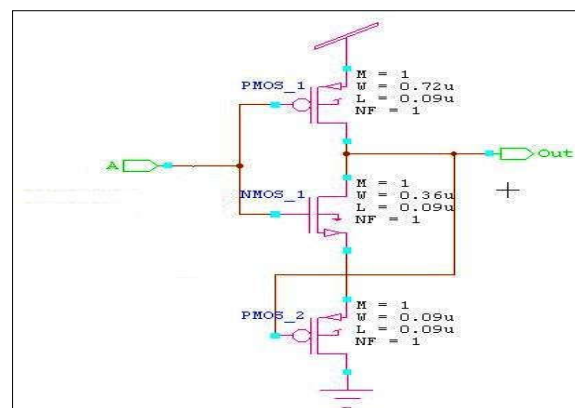 PMOS_1
M = 1
W = 0.72u
L = 0.09u
NF = 1
A
Out
NMOS_1
M = 1
W = 0.36u
L = 0.09u
NF = 1
PMOS_2
M = 1
W = 0.09u
L = 0.09u
NF = 1